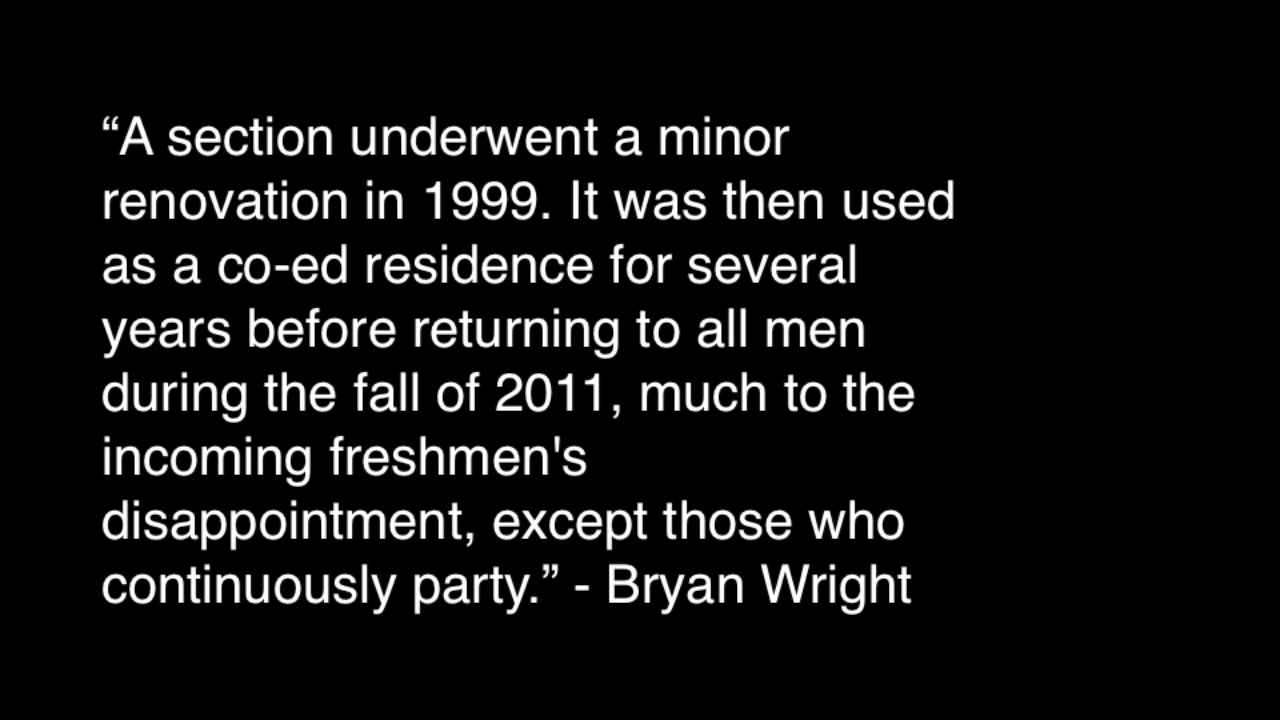 “A section underwent a minor
renovation in 1999. It was then used
as a co-ed residence for several
years before returning to all men
during the fall of 2011, much to the
incoming freshmen's
disappointment, except those who
continuously party.” - Bryan Wright